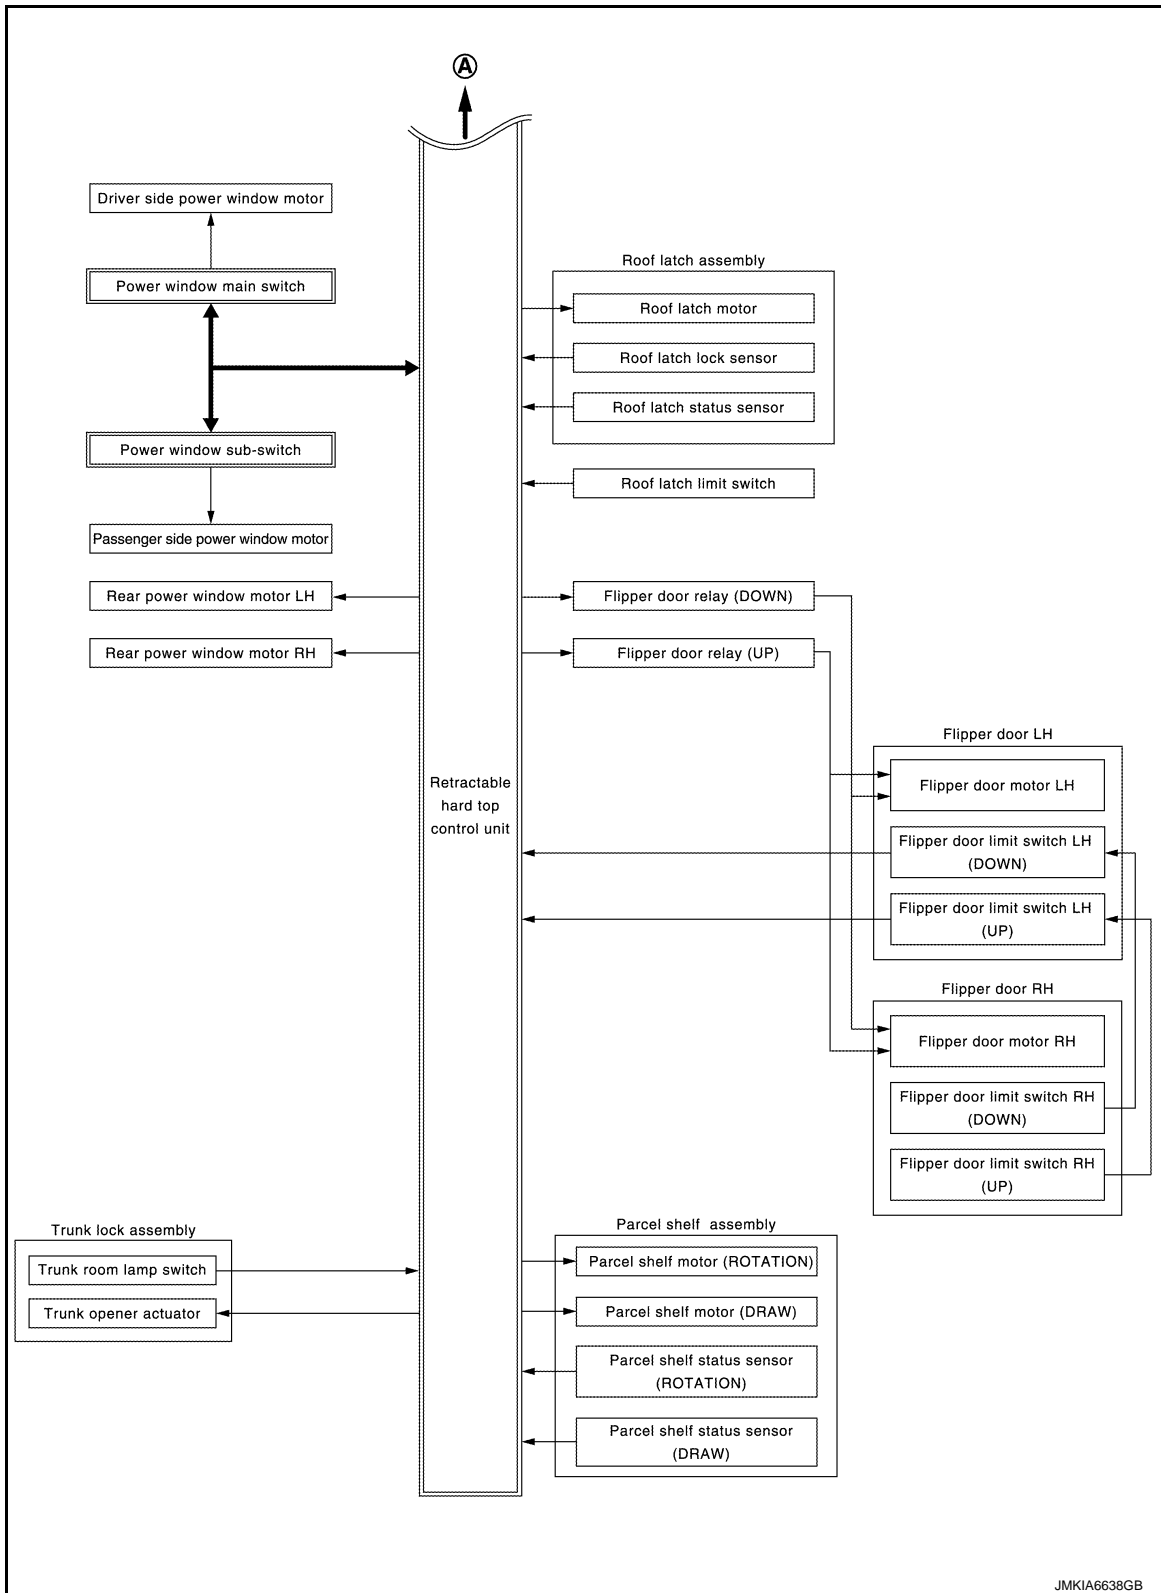 A
Driver side power window motor
Power window main switch
Power window sub-switch
Passenger side power window motor
Rear power window motor LH
Rear power window motor RH
Retractable
hard top
control unit
Roof latch assembly
Roof latch motor
Roof latch lock sensor
Roof latch status sensor
Roof latch limit switch
Flipper door relay (DOWN)
Flipper door relay (UP)
Flipper door LH
Flipper door motor LH
Flipper door limit switch LH
(DOWN)
Flipper door limit switch LH
(UP)
Flipper door RH
Flipper door motor RH
Flipper door limit switch RH
(DOWN)
Flipper door limit switch RH
(UP)
Trunk lock assembly
Trunk room lamp switch
Trunk opener actuator
Parcel shelf assembly
Parcel shelf motor (ROTATION)
Parcel shelf motor (DRAW)
Parcel shelf status sensor
(ROTATION)
Parcel shelf status sensor
(DRAW)
JMKIA6638GB